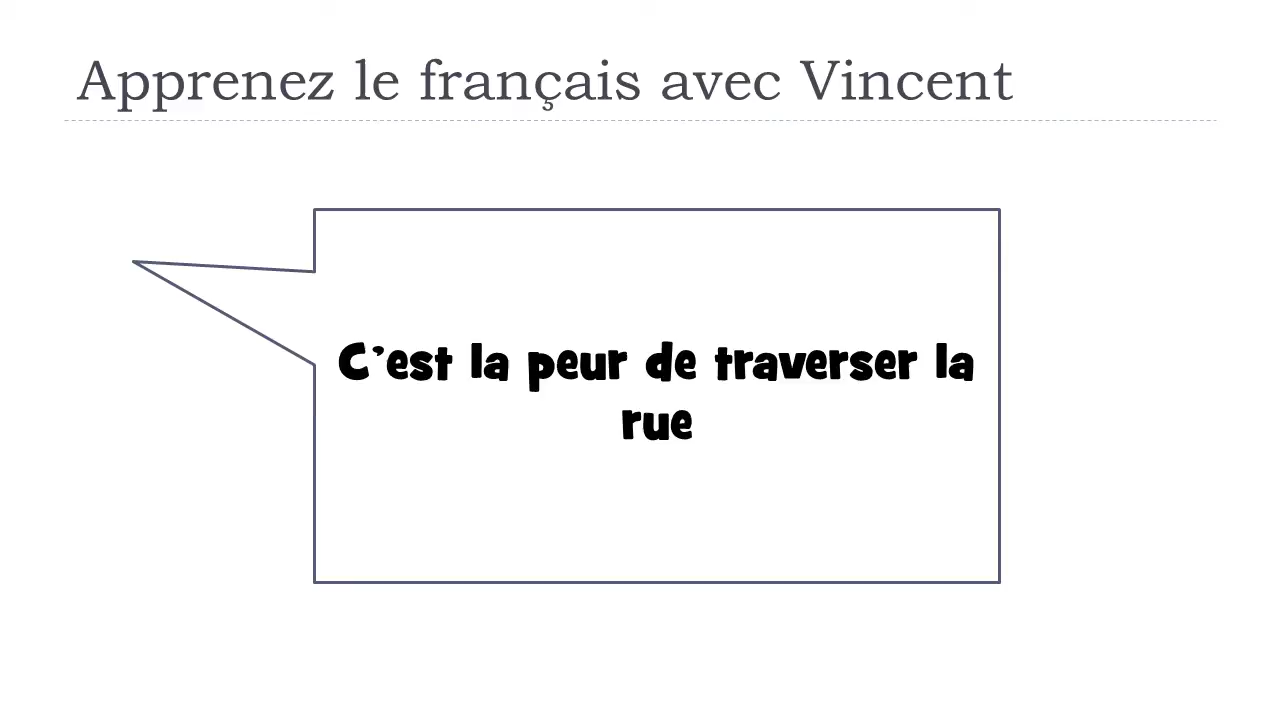 Apprenez le français avec Vincent
C’est la peur de traverser la
rue